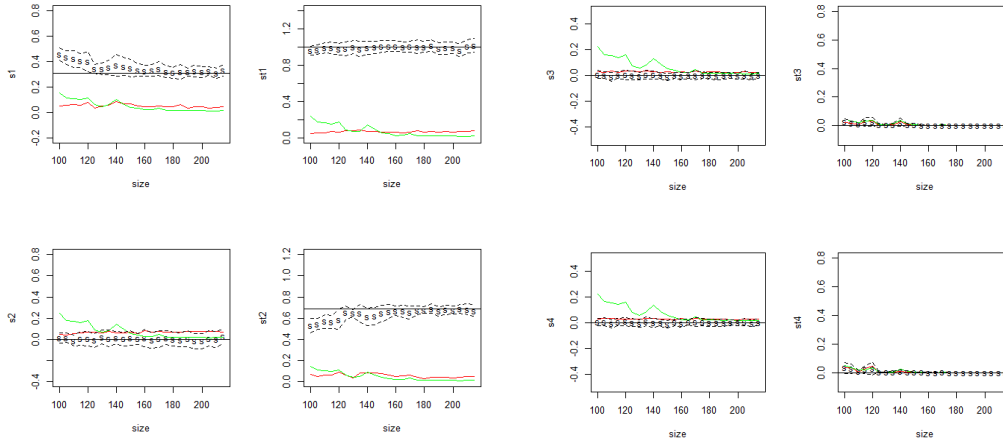 s1
-0.2 0.0 0.2 0.4 0.6 0.8
100 120 140 160 180 200
size
st1
0.0 0.4 0.8 1.2
100 120 140 160 180 200
size
s3
-0.4 -0.2 0.0 0.2 0.4
100 120 140 160 180 200
size
st3
0.0 0.2 0.4 0.6 0.8
100 120 140 160 180 200
size
s2
-0.4 0.0 0.2 0.4 0.6 0.8
100 120 140 160 180 200
size
st2
0.0 0.2 0.4 0.6 0.8 1.0 1.2
100 120 140 160 180 200
size
s4
-0.4 -0.2 0.0 0.2 0.4
100 120 140 160 180 200
size
st4
0.0 0.2 0.4 0.6 0.8
100 120 140 160 180 200
size